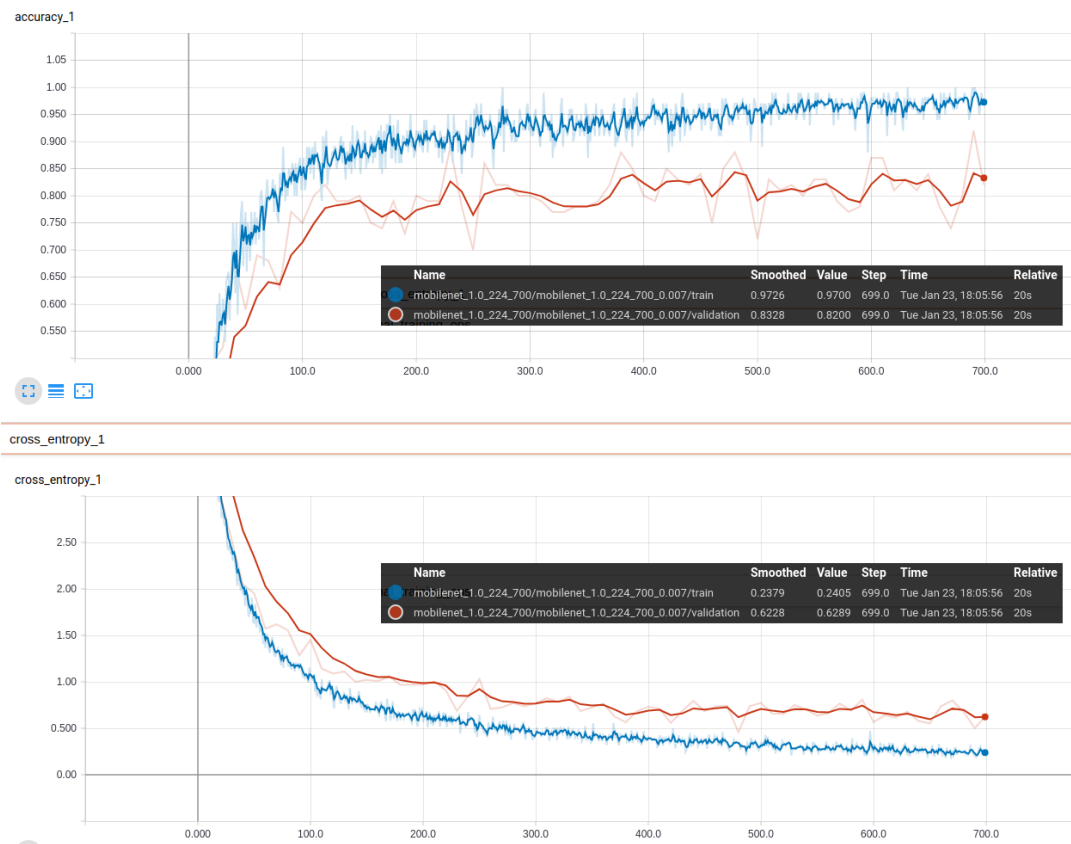 accuracy_1
1.05
1.00
0.950
0.900
0.850
0.800
0.750
0.700
0.650
0.600
0.550
0.000 100.0 200.0 300.0 400.0 500.0 600.0 700.0
Name Smoothed Value Step Time Relative
mobilenet_1.0_224_700/mobilenet_1.0_224_700_0.007/train 0.9726 0.9700 699.0 Tue Jan 23, 18:05:56 20s
mobilenet_1.0_224_700/mobilenet_1.0_224_700_0.007/validation 0.8328 0.8200 699.0 Tue Jan 23, 18:05:56 20s
cross_entropy_1
cross_entropy_1
2.50
2.00
1.50
1.00
0.500
0.00
0.000 100.0 200.0 300.0 400.0 500.0 600.0 700.0
Name Smoothed Value Step Time Relative
mobilenet_1.0_224_700/mobilenet_1.0_224_700_0.007/train 0.2379 0.2405 699.0 Tue Jan 23, 18:05:56 20s
mobilenet_1.0_224_700/mobilenet_1.0_224_700_0.007/validation 0.6228 0.6289 699.0 Tue Jan 23, 18:05:56 20s